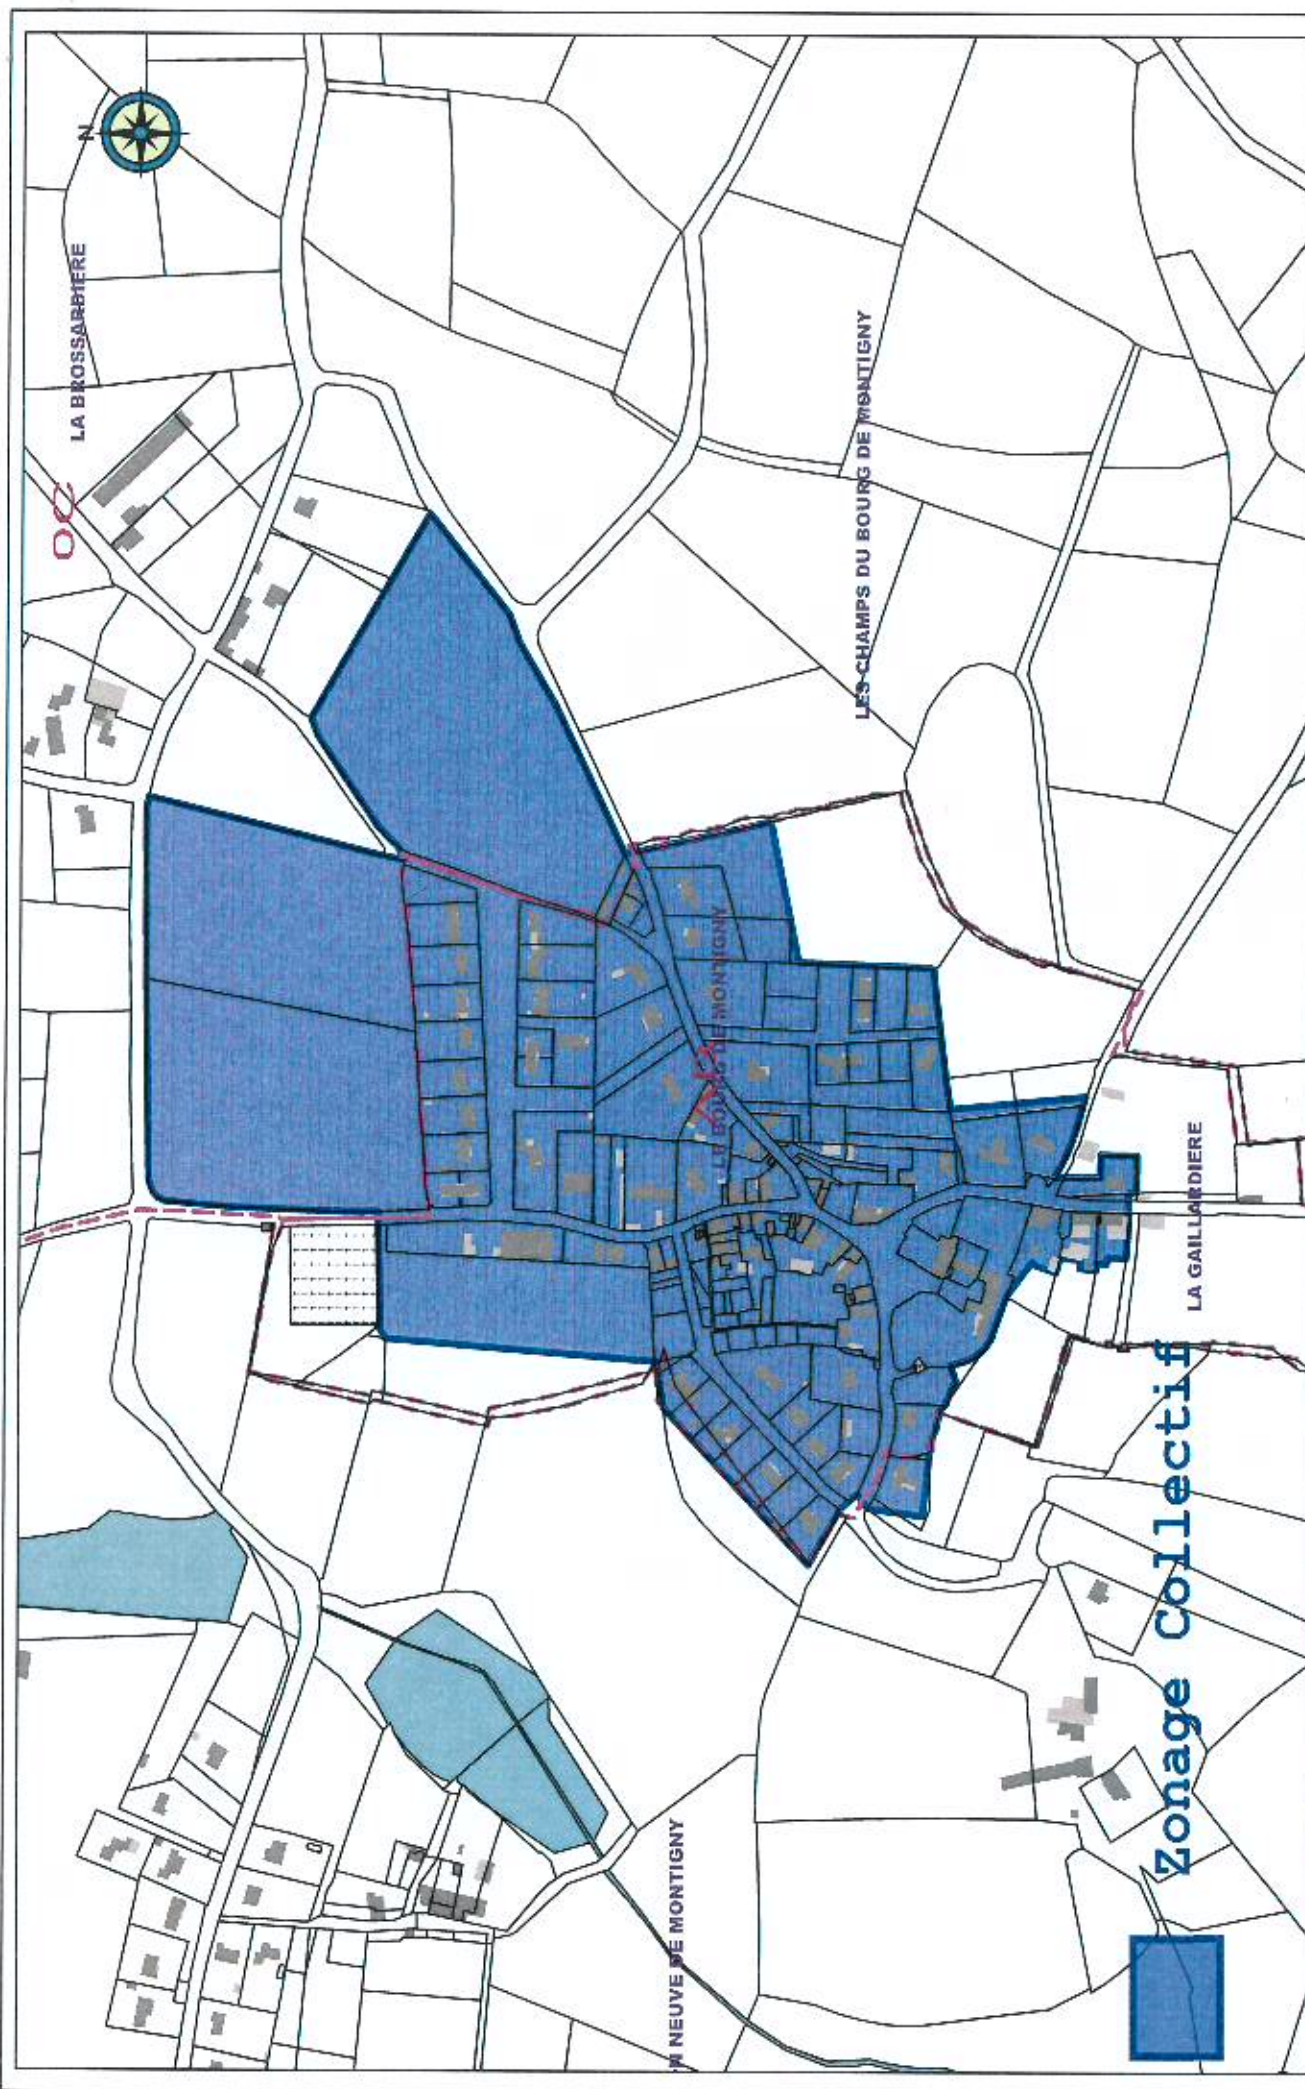 N
LA BROSSARDIERE
OC
LES CHAMPS DU BOURG DE MONTIGNY
LE BOURG DE MONTIGNY
LA GAILLARDIERE
N NEUVE DE MONTIGNY
Zonage Collectif